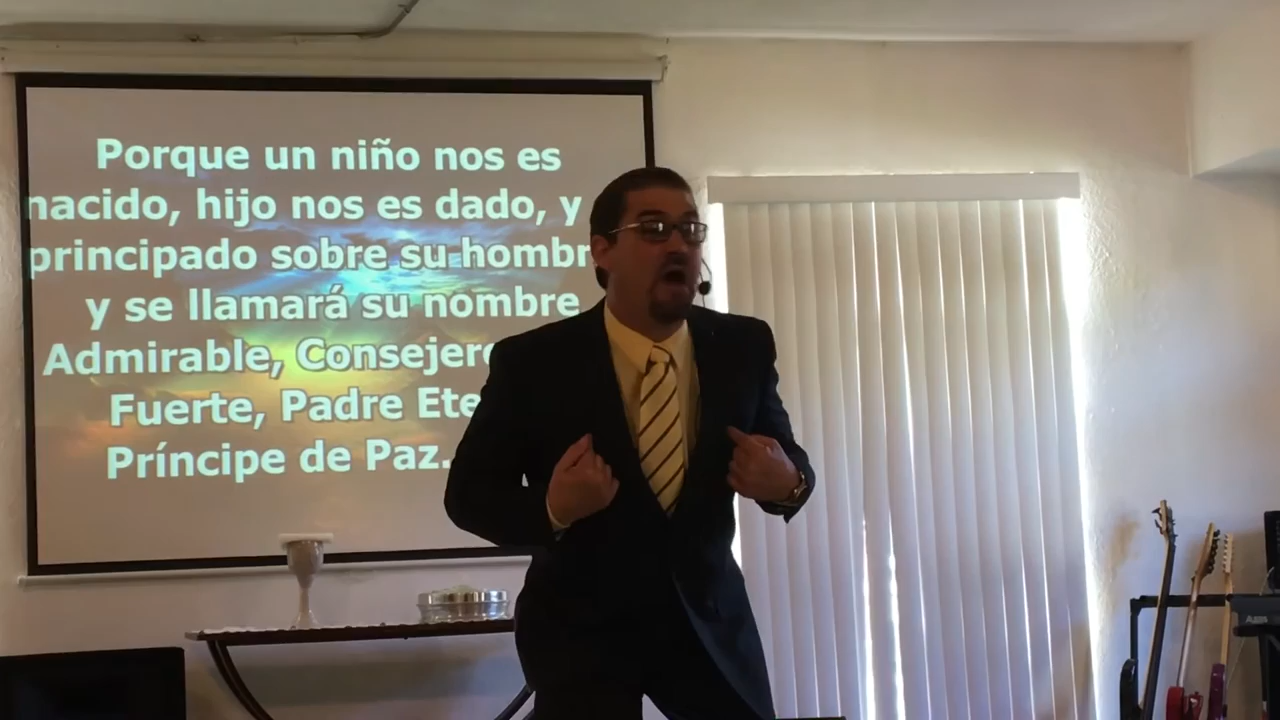 Porque un niño nos es
nacido, hijo nos es dado, y
principado sobre su
y se llamará su nombre
Admirable,
Fuerte, Padre
Príncipe de Paz.